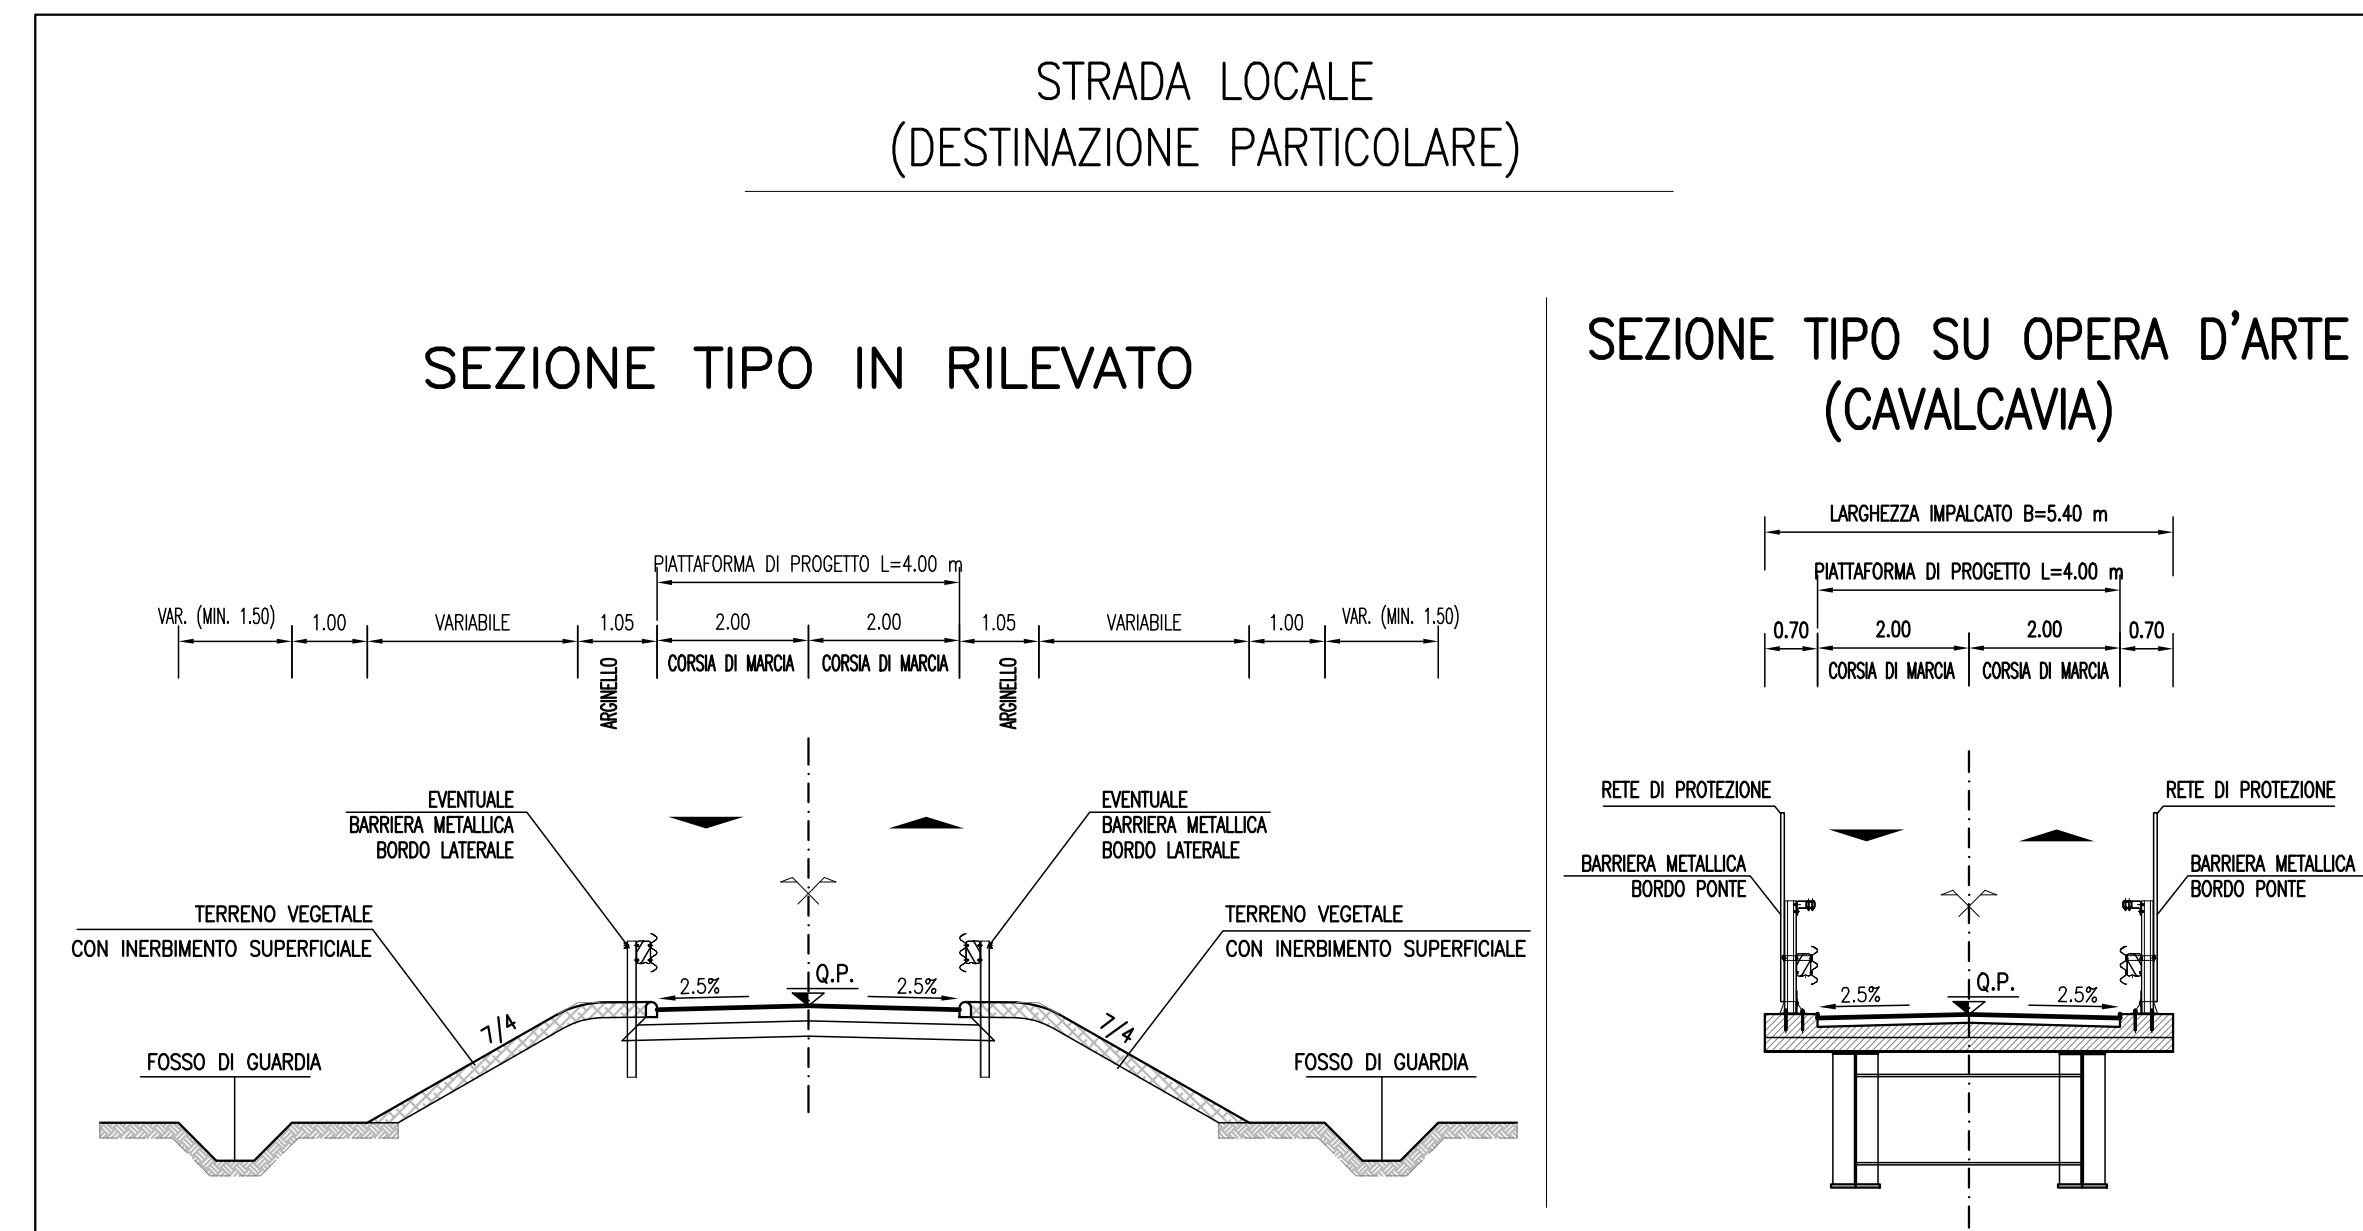 STRADA LOCALE
(DESTINAZIONE PARTICOLARE)
SEZIONE TIPO IN RILEVATO
PIATTAFORMA DI PROGETTO L=4.00 m
VAR. (MIN. 1.50)
1.00
VARIABILE
1.05
2.00
2.00
1.05
VARIABILE
1.00
VAR. (MIN. 1.50)
ARGINELLO
CORSIA DI MARCIA
CORSIA DI MARCIA
ARGINELLO
EVENTUALE
BARRIERA METALLICA
BORDO LATERALE
EVENTUALE
BARRIERA METALLICA
BORDO LATERALE
TERRENO VEGETALE
CON INERBIMENTO SUPERFICIALE
TERRENO VEGETALE
CON INERBIMENTO SUPERFICIALE
2.5%
Q.P.
2.5%
7/4
7/4
FOSSO DI GUARDIA
FOSSO DI GUARDIA
SEZIONE TIPO SU OPERA D'ARTE
(CAVALCAVIA)
LARGHEZZA IMPALCATO B=5.40 m
PIATTAFORMA DI PROGETTO L=4.00 m
0.70
2.00
2.00
0.70
CORSIA DI MARCIA
CORSIA DI MARCIA
RETE DI PROTEZIONE
RETE DI PROTEZIONE
BARRIERA METALLICA
BORDO PONTE
BARRIERA METALLICA
BORDO PONTE
2.5%
Q.P.
2.5%